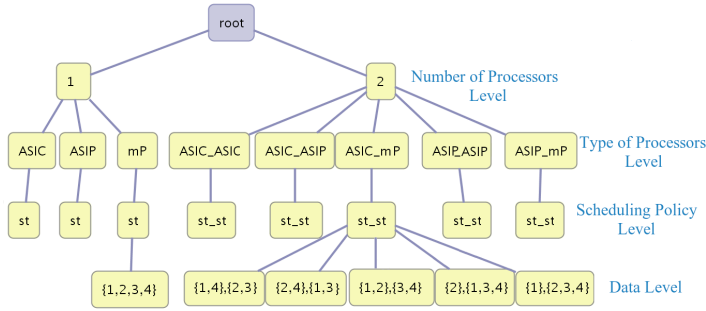 root
1
2
Number of Processors
Level
ASIC
ASIP
mP
ASIC_ASIC
ASIC_ASIP
ASIC_mP
ASIP_ASIP
ASIP_mP
Type of Processors
Level
st
st
st
st_st
st_st
st_st
st_st
st_st
Scheduling Policy
Level
{1,2,3,4}
{1,4},{2,3}
{2,4},{1,3}
{1,2},{3,4}
{2},{1,3,4}
{1},{2,3,4}
Data Level